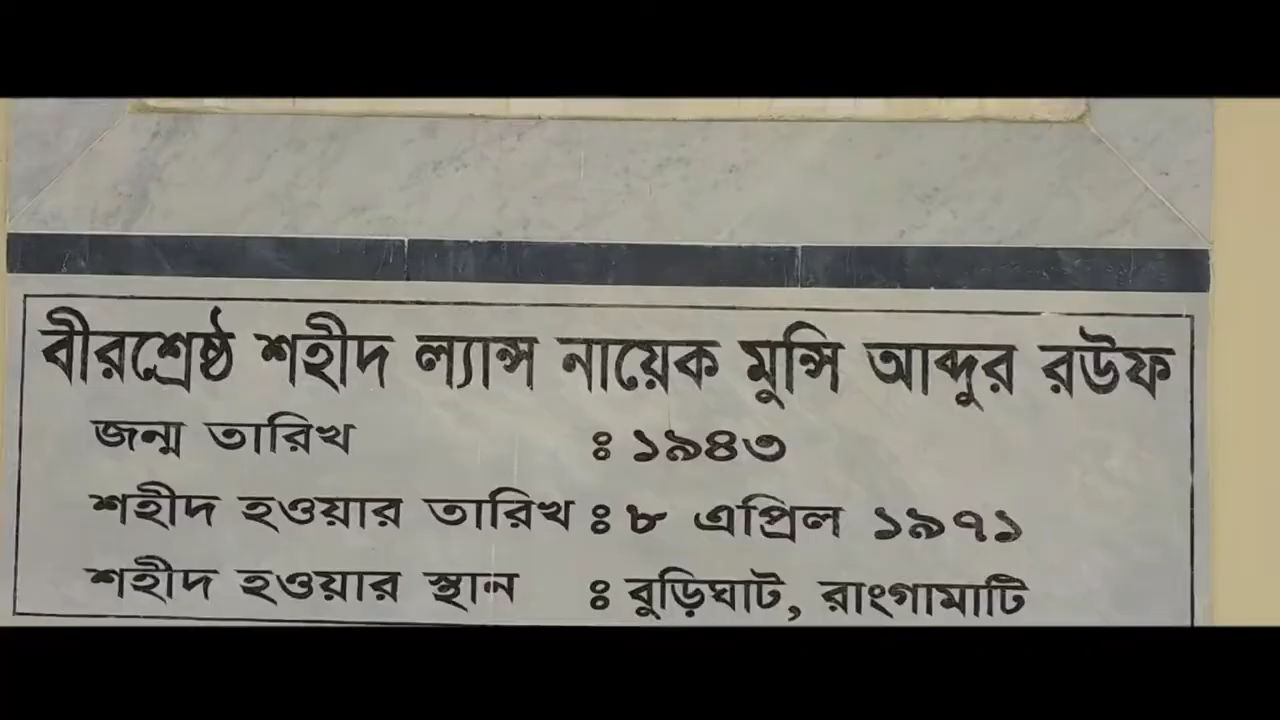 বীরশ্রেষ্ঠ শহীদ ল্যান্স নায়েক মুন্সি আব্দুর রউফ
জন্ম তারিখ : ১৯৪৩
শহীদ হওয়ার তারিখ : ৮ এপ্রিল ১৯৭১
শহীদ হওয়ার স্থান : বুড়িঘাট, রাংগামাটি